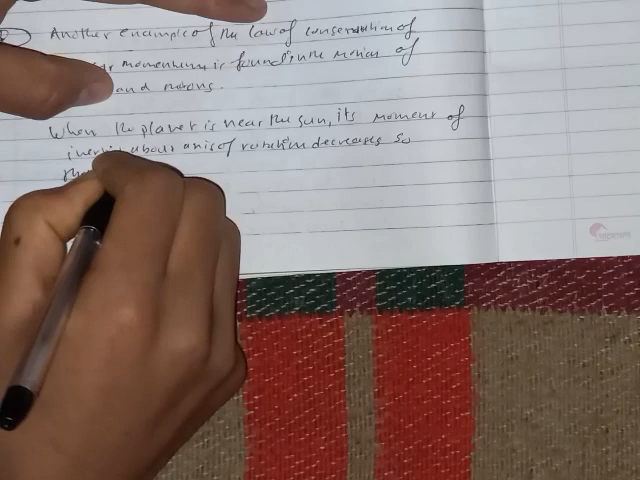 Another example of the law of conservation of
momentum is found in the motion of
and moons.
When the planet is near the sun, its moment of
inertia about axis of rotation decreases so